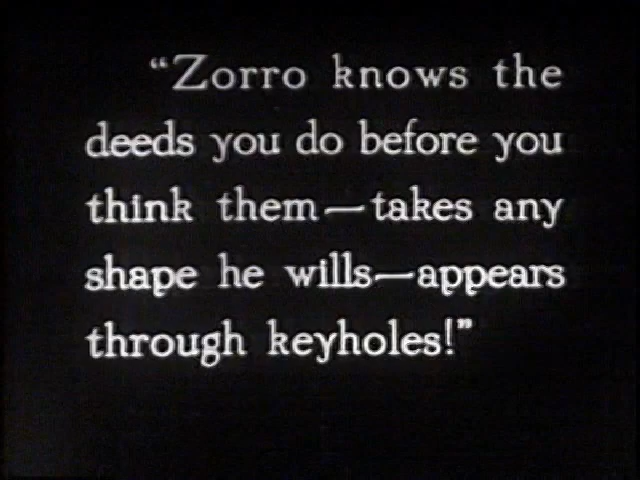 “Zorro knows the
deeds you do before you
think them—takes any
shape he wills—appears
through keyholes!”